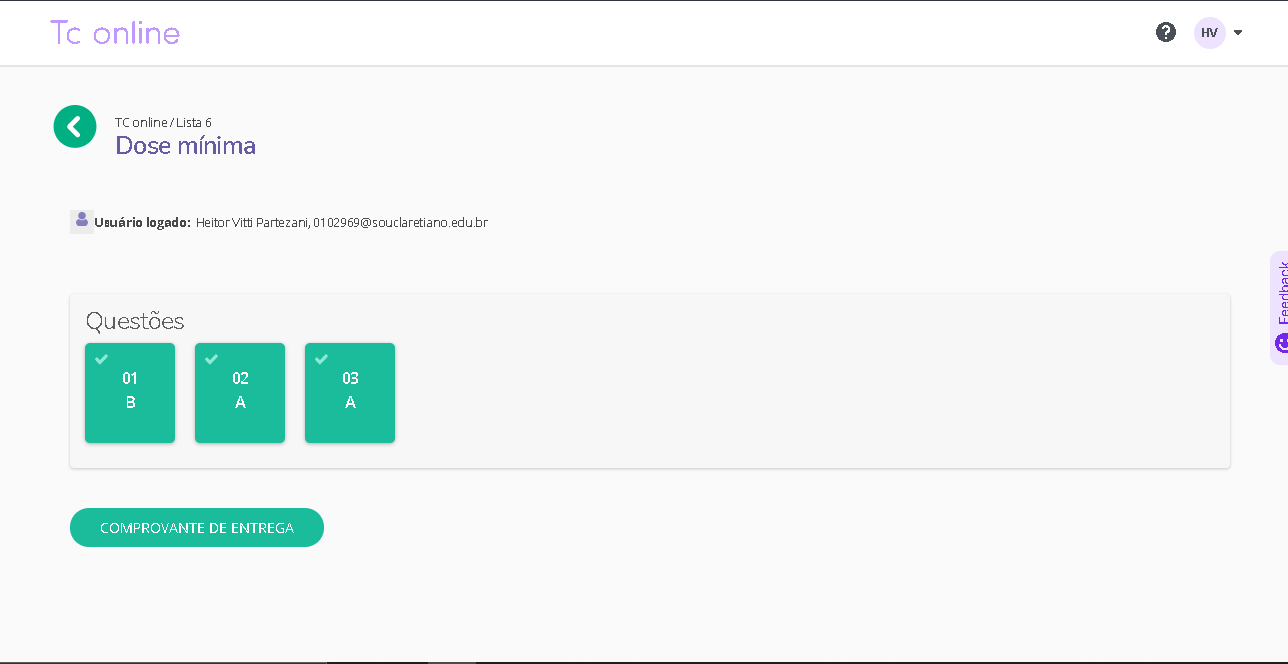 Tc online
HV
TC online / Lista 6
Dose mínima
Usuário logado: Heitor Vitti Partezani, 0102969@souclaretiano.edu.br
Feedback
Questões
01
B
02
A
03
A
COMPROVANTE DE ENTREGA